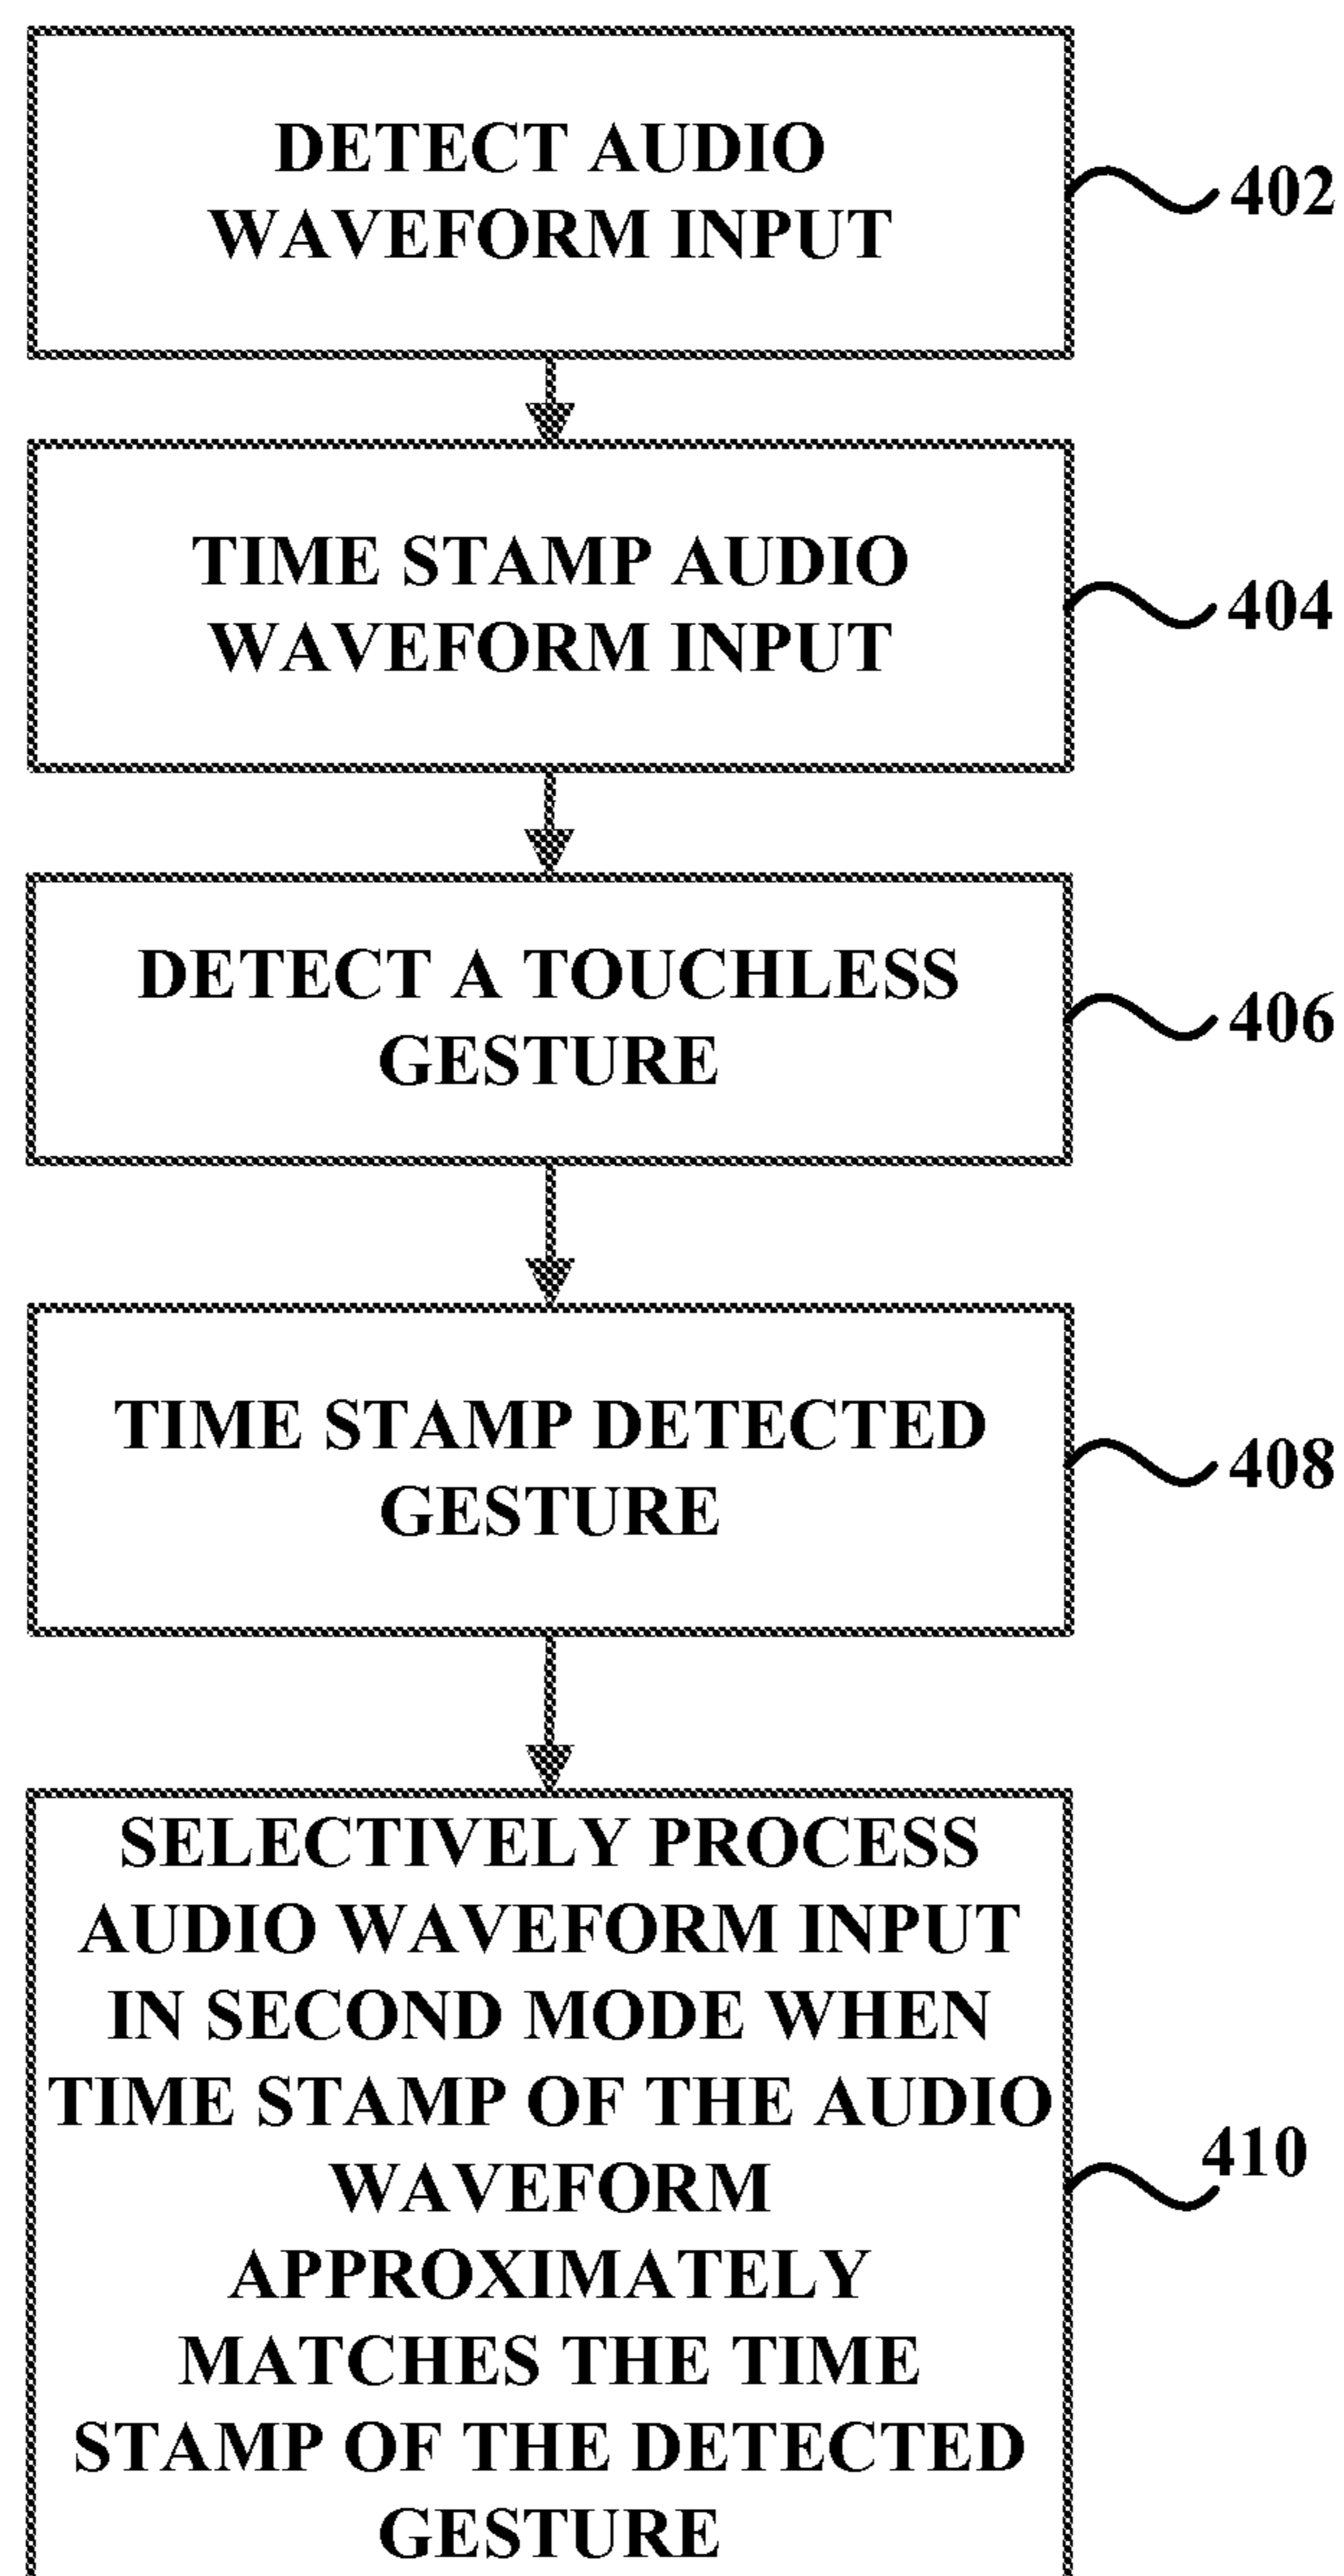 DETECT AUDIO
WAVEFORM INPUT
402
TIME STAMP AUDIO
WAVEFORM INPUT
404
DETECT A TOUCHLESS
GESTURE
406
TIME STAMP DETECTED
GESTURE
408
SELECTIVELY PROCESS
AUDIO WAVEFORM INPUT
IN SECOND MODE WHEN
TIME STAMP OF THE AUDIO
WAVEFORM
APPROXIMATELY
MATCHES THE TIME
STAMP OF THE DETECTED
GESTURE
410